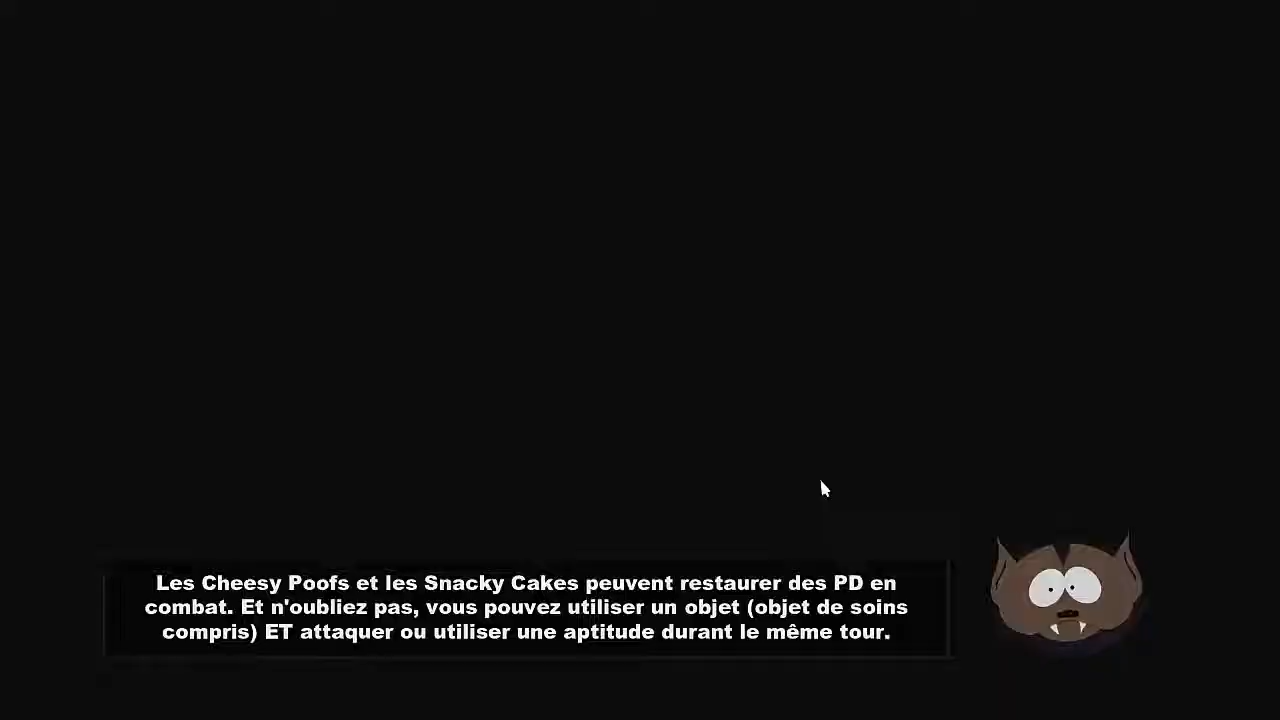 Les Cheesy Poofs et les Snacky Cakes peuvent restaurer des PD en
combat. Et n'oubliez pas, vous pouvez utiliser un objet (objet de soins
compris) ET attaquer ou utiliser une aptitude durant le même tour.